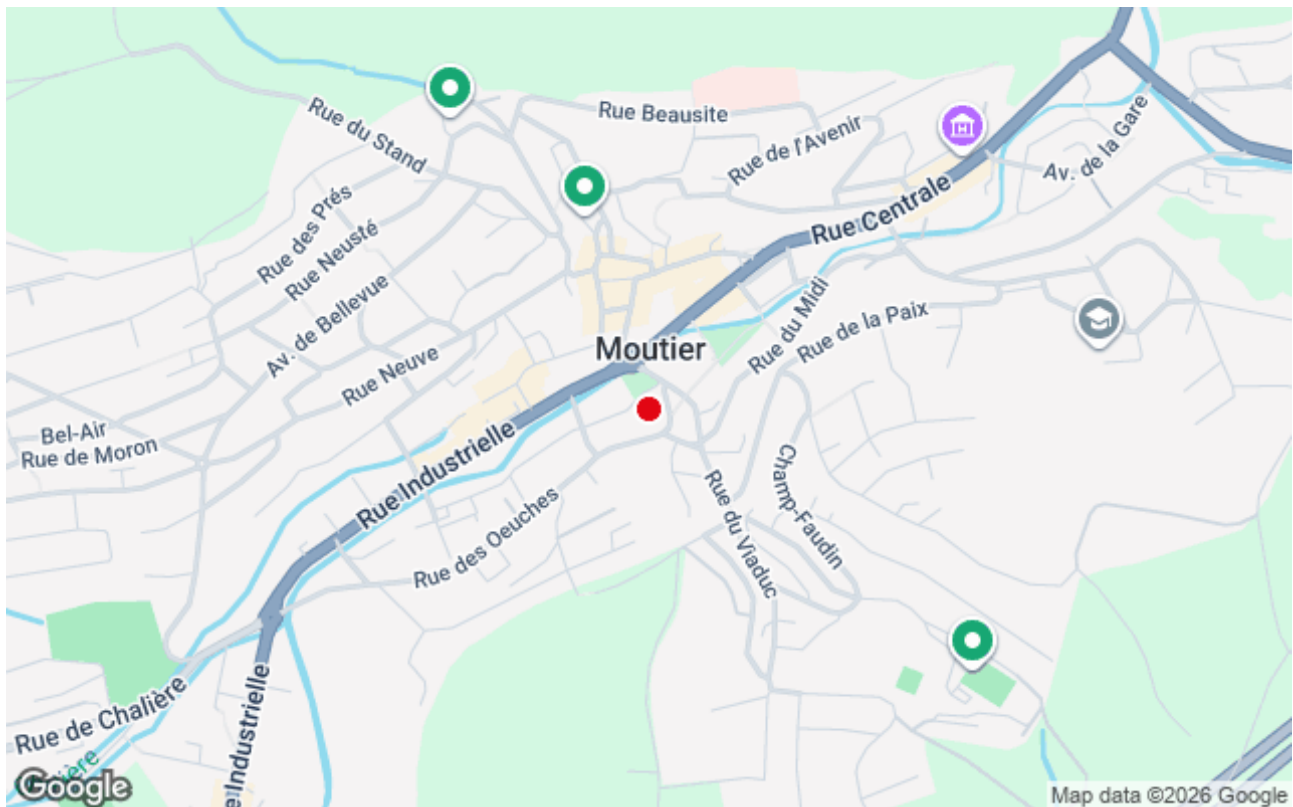 Rue Beausite
Rue du Stand
Rue de l'Avenir
Av. de la Gare
Rue Centrale
Rue des Prés
Rue Neusté
Av. de Bellevue
Rue du Midi
Rue de la Paix
Moutier
Rue Neuve
Bel-Air
Rue de Moron
Rue Industrielle
Rue des Oeuches
Rue du Viaduc
Champ-Faudin
Rue de Chalière
e Industrielle
lière
Google
Map data ©2026 Google